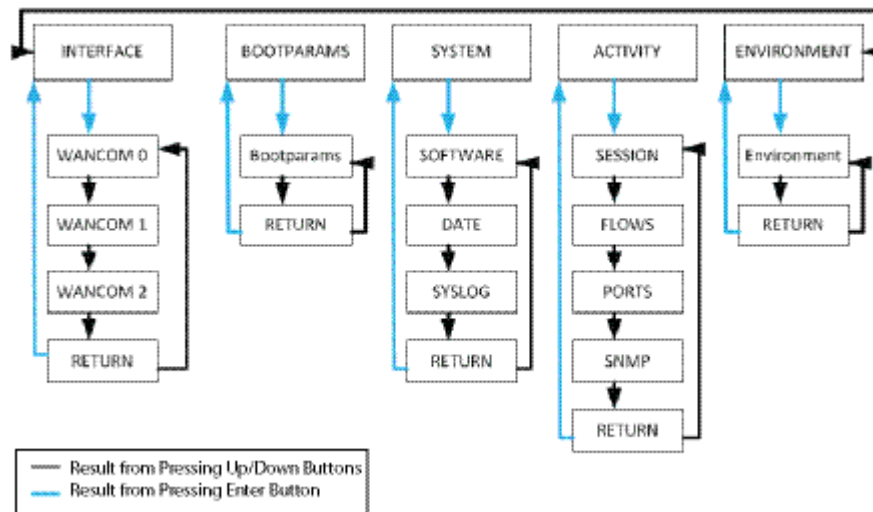 INTERFACE
BOOTPARAMS
SYSTEM
ACTIVITY
ENVIRONMENT
WANCOM 0
Bootparams
SOFTWARE
SESSION
Environment
WANCOM 1
RETURN
DATE
FLOWS
RETURN
WANCOM 2
SYSLOG
PORTS
RETURN
RETURN
SNMP
RETURN
Result from Pressing Up/Down Buttons
Result from Pressing Enter Button